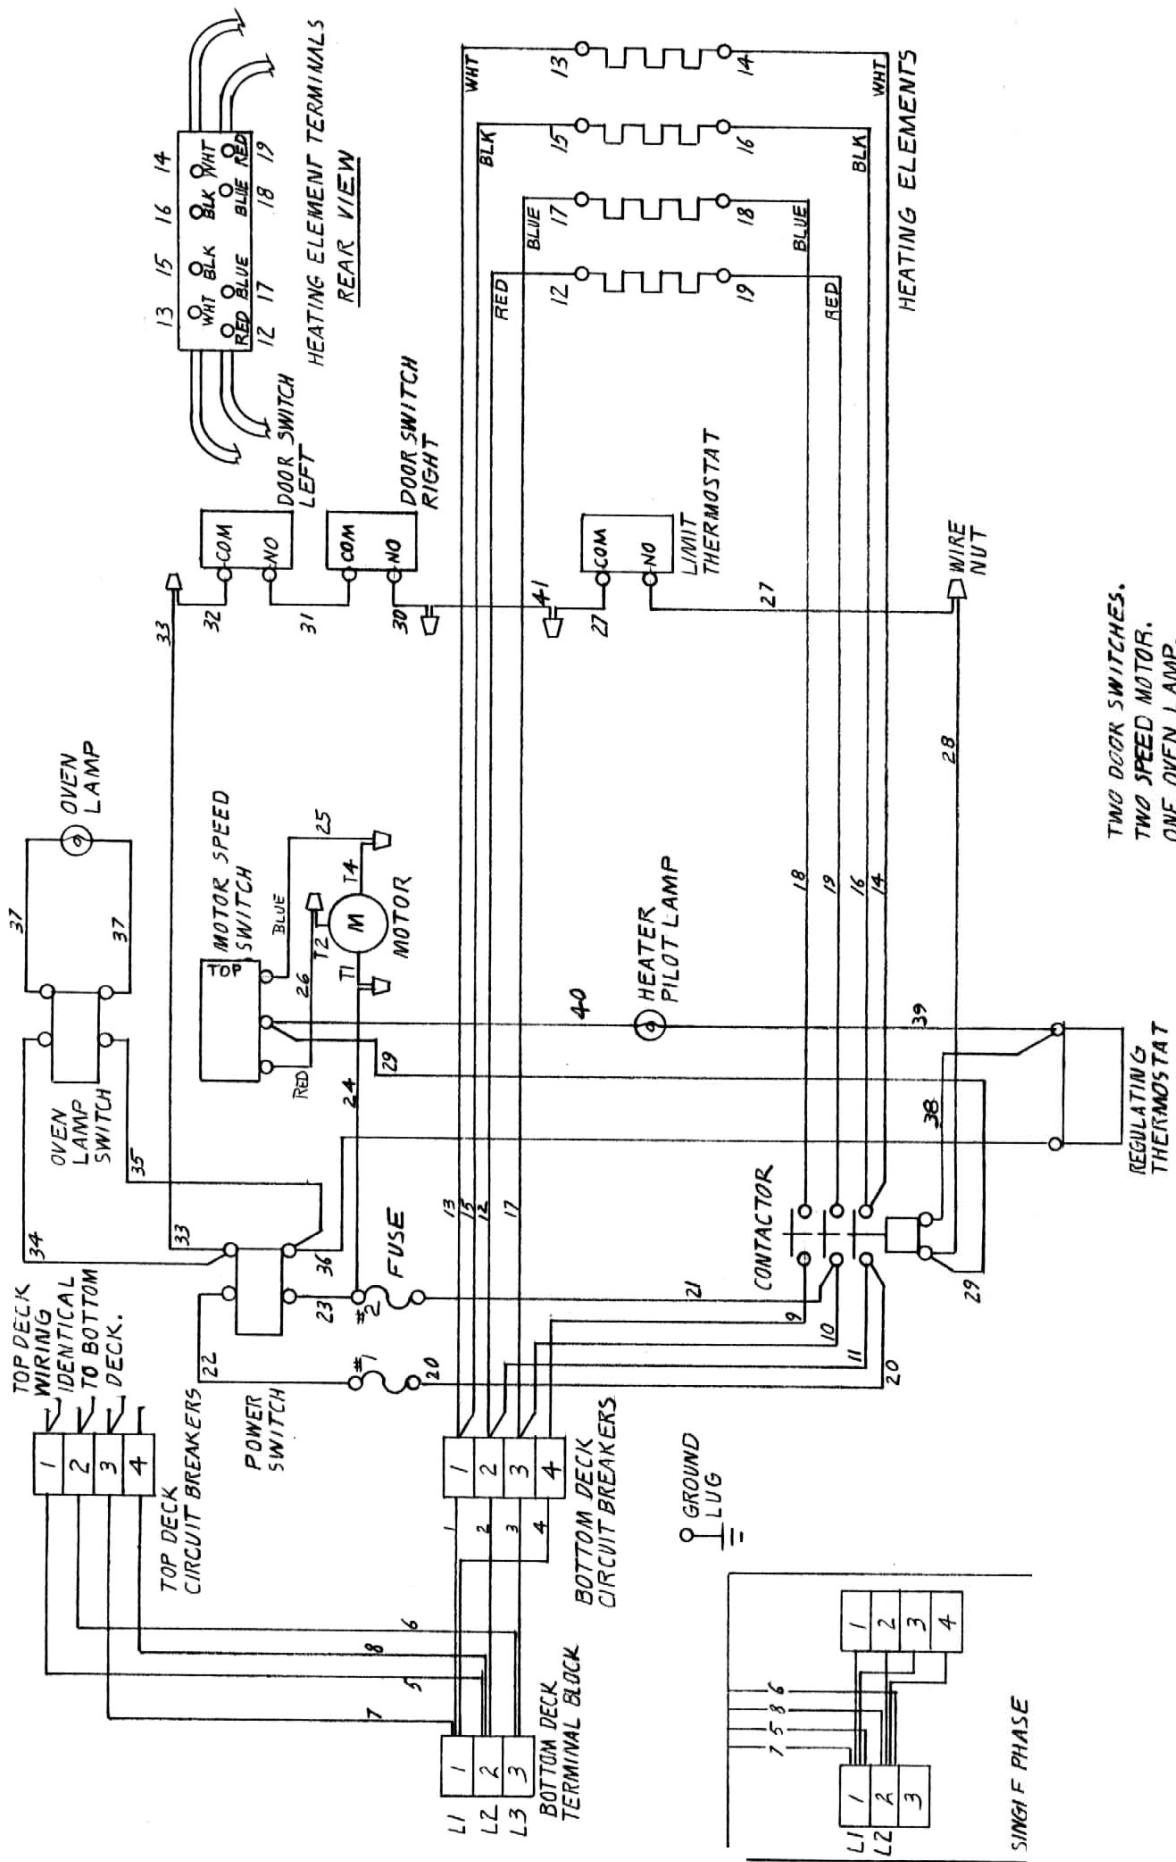 TOP DECK
WIRING
IDENTICAL
TO BOTTOM
DECK.
1
2
3
4
TOP DECK
CIRCUIT BREAKERS
7
5
8
6
L1
L2
L3
1
2
3
BOTTOM DECK
TERMINAL BLOCK
1
2
3
4
1
2
3
4
BOTTOM DECK
CIRCUIT BREAKERS
GROUND
LUG
7
5
8
6
L1
L2
1
2
3
1
2
3
4
SINGLE PHASE
POWER
SWITCH
22
34
33
35
36
23
#1
#2
FUSE
20
24
21
20
13
15
12
17
9
10
11
CONTACTOR
29
38
28
OVEN
LAMP
SWITCH
37
37
OVEN
LAMP
MOTOR SPEED
SWITCH
TOP
RED
BLUE
26
25
29
T1
T2
T4
M
MOTOR
40
HEATER
PILOT LAMP
39
REGULATING
THERMOSTAT
18
19
16
14
33
32
COM
NO
DOOR SWITCH
LEFT
31
COM
NO
DOOR SWITCH
RIGHT
30
41
27
COM
NO
LIMIT
THERMOSTAT
27
WIRE
NUT
13
15
16
14
WHT
BLK
BLK
WHT
RED
BLUE
BLUE
RED
12
17
18
19
HEATING ELEMENT TERMINALS
REAR VIEW
WHT
13
14
WHT
BLK
15
16
BLK
BLUE
17
18
BLUE
RED
12
19
RED
HEATING ELEMENTS
TWO DOOR SWITCHES.
TWO SPEED MOTOR.
ONE OVEN LAMP.